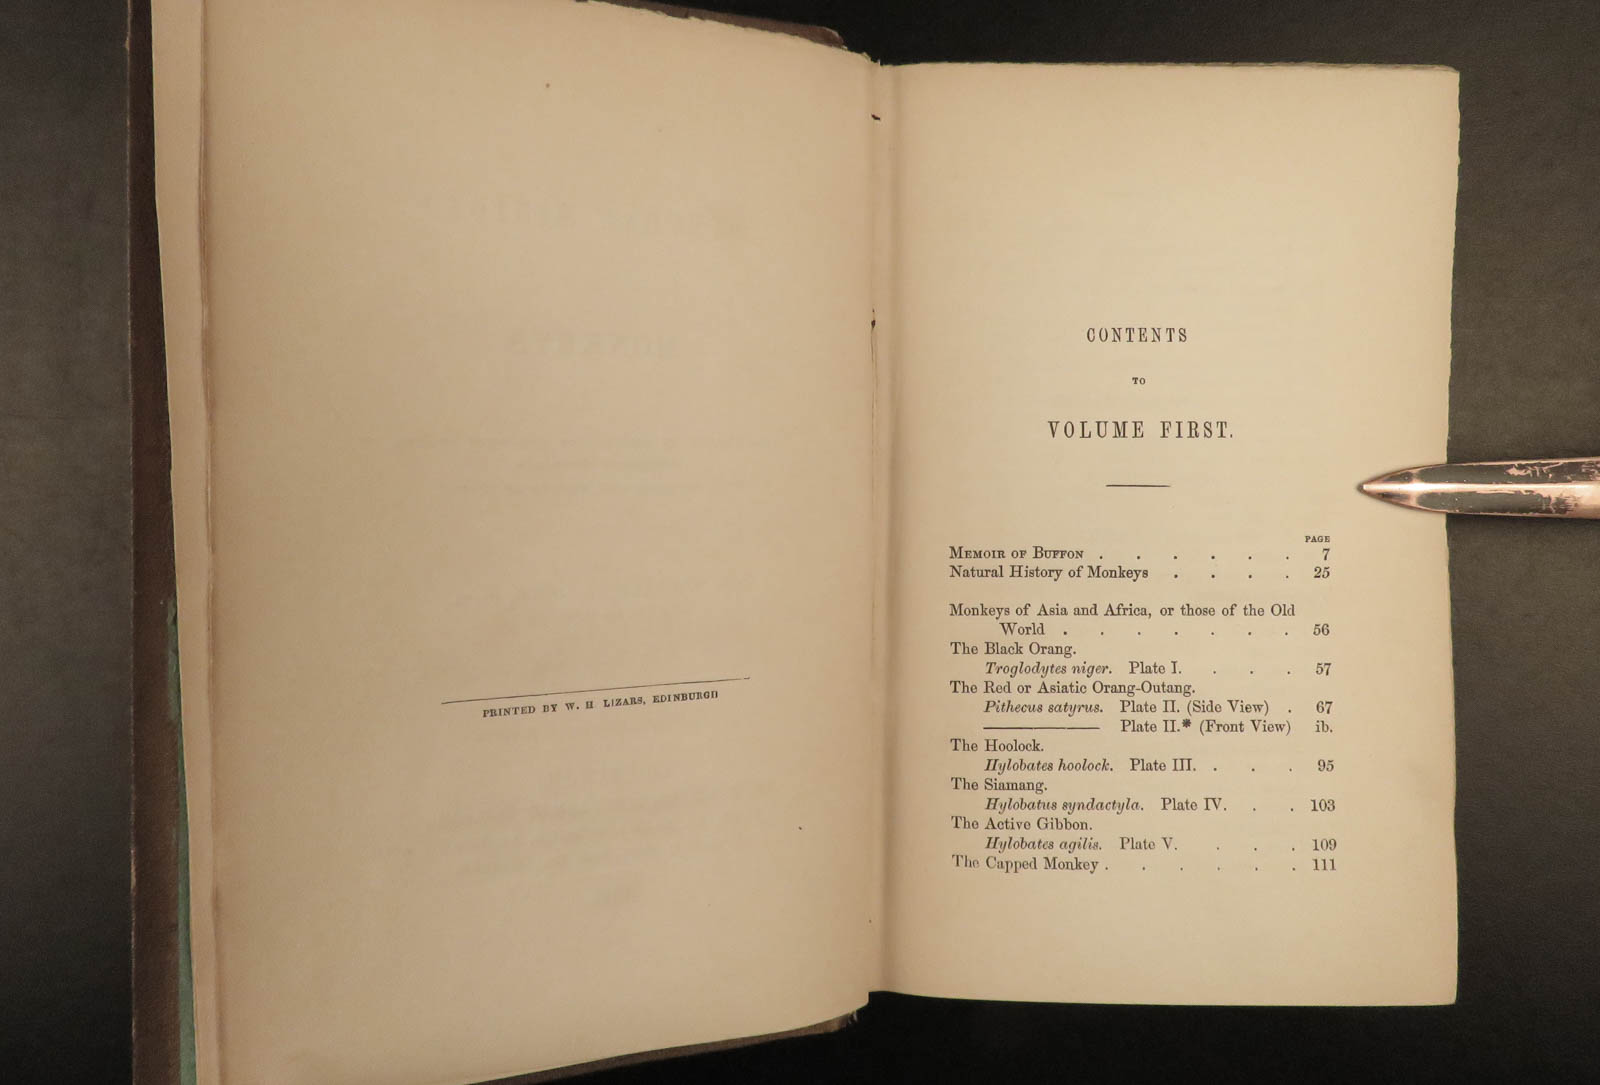 PRINTED BY W. H LIZARS, EDINBURGH
CONTENTS
TO
VOLUME FIRST.
PAGE
MEMOIR OF BUFFON . . . . . . 7
Natural History of Monkeys . . . . 25
Monkeys of Asia and Africa, or those of the Old
World . . . . . . . 56
The Black Orang.
Troglodytes niger. Plate I. . . . 57
The Red or Asiatic Orang-Outang.
Pithecus satyrus. Plate II. (Side View) . 67
——— Plate II.* (Front View) ib.
The Hoolock.
Hylobates hoolock. Plate III. . . . 95
The Siamang.
Hylobatus syndactyla. Plate IV. . . 103
The Active Gibbon.
Hylobates agilis. Plate V. . . . 109
The Capped Monkey . . . . . . 111